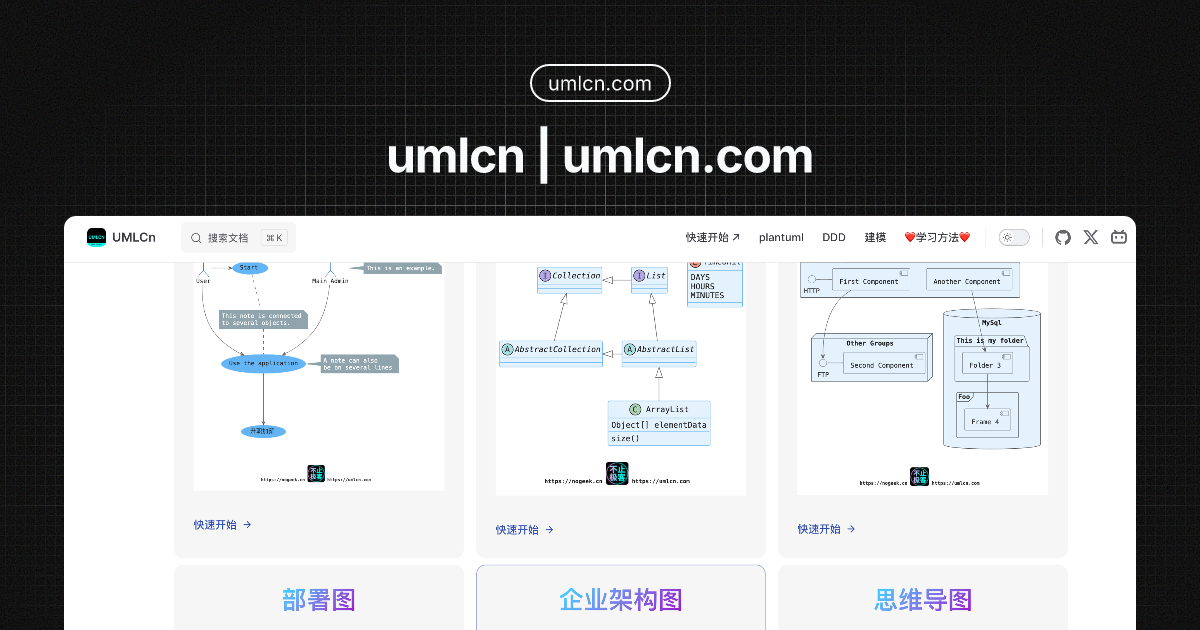 umlcn.com
umlcn | umlcn.com
UMLCN
UMLCn
搜索文档
⌘ K
快速开始
plantuml
DDD
建模
❤️学习方法❤️
Start
User
Main Admin
This is an example.
This note is connected
to several objects.
Use the application
A note can also
be on several lines
https://nogeek.cn
不止
极客
https://umlcn.com
快速开始 →
I Collection
I List
TimeUnit
DAYS
HOURS
MINUTES
A AbstractCollection
A AbstractList
C ArrayList
Object[] elementData
size()
https://nogeek.cn
不止
极客
https://umlcn.com
快速开始 →
First Component
Another Component
HTTP
MySql
Other Groups
This is my folder
Second Component
Folder 3
FTP
Foo
Frame 4
https://nogeek.cn
不止
极客
https://umlcn.com
快速开始 →
部署图
企业架构图
思维导图